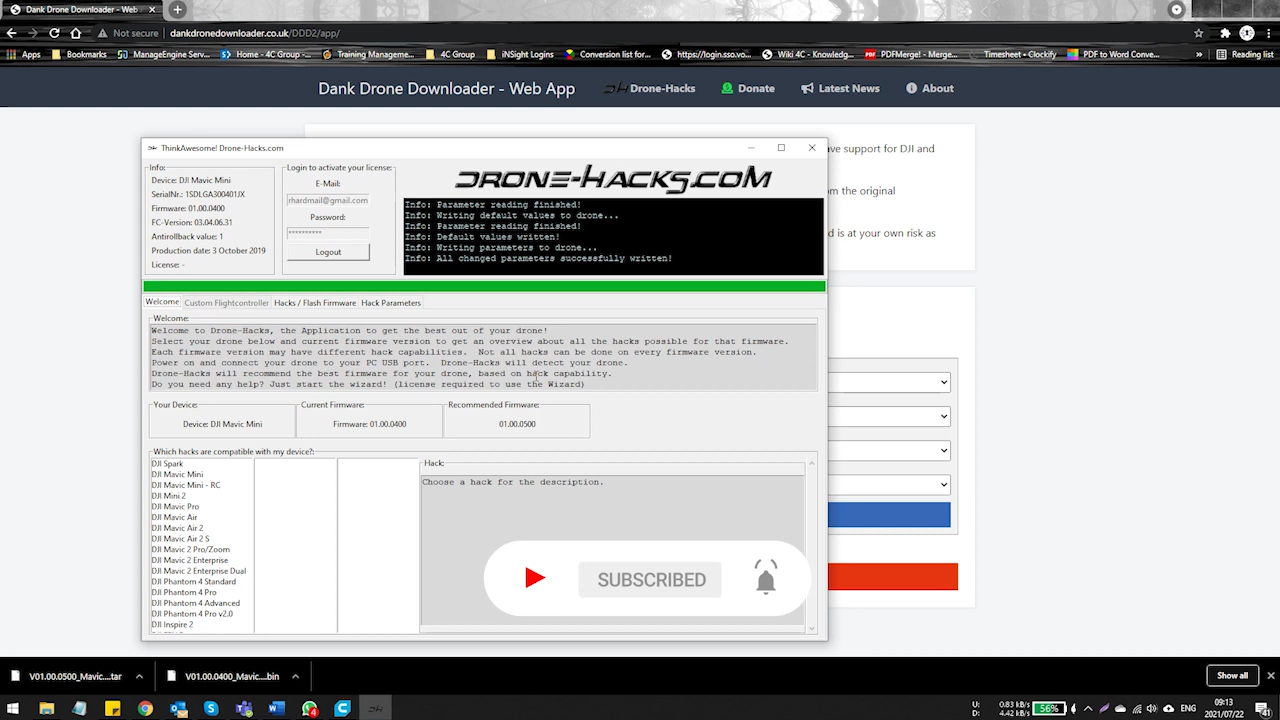 Dank Drone Downloader - Web
Not secure
dankdronedownloader.co.uk/DDD2/app/
Apps
Bookmarks
ManageEngine Serv...
Home - 4C Group -...
Training Manageme...
4C Group
iNSight Logins
Conversion list for...
https://login.sso.vo...
Wiki 4C - Knowledg...
PDFMerge! - Merge...
Timesheet - Clockify
PDF to Word Conve...
»
Reading list
Dank Drone Downloader - Web App
Drone-Hacks
Donate
Latest News
About
ave support for DJI and
om the original
d is at your own risk as
ThinkAwesome! Drone-Hacks.com
Info:
Device: DJI Mavic Mini
SerialNr.: 1SDLGA300401JX
Firmware: 01.00.0400
FC-Version: 03.04.06.31
Antirollback value: 1
Production date: 3 October 2019
License: -
Login to activate your license:
E-Mail:
rhardmail@gmail.com
Password:
**********
Logout
DRONE-HACKS.COM
Info: Parameter reading finished!
Info: Writing default values to drone...
Info: Parameter reading finished!
Info: Default values written!
Info: Writing parameters to drone...
Info: All changed parameters successfully written!
Welcome
Custom Flightcontroller
Hacks / Flash Firmware
Hack Parameters
Welcome:
Welcome to Drone-Hacks, the Application to get the best out of your drone!
Select your drone below and current firmware version to get an overview about all the hacks possible for that firmware.
Each firmware version may have different hack capabilities. Not all hacks can be done on every firmware version.
Power on and connect your drone to your PC USB port. Drone-Hacks will detect your drone.
Drone-Hacks will recommend the best firmware for your drone, based on hack capability.
Do you need any help? Just start the wizard! (license required to use the Wizard)
Your Device:
Device: DJI Mavic Mini
Current Firmware:
Firmware: 01.00.0400
Recommended Firmware:
01.00.0500
Which hacks are compatible with my device?:
DJI Spark
DJI Mavic Mini
DJI Mavic Mini - RC
DJI Mini 2
DJI Mavic Pro
DJI Mavic Air
DJI Mavic Air 2
DJI Mavic Air 2 S
DJI Mavic 2 Pro/Zoom
DJI Mavic 2 Enterprise
DJI Mavic 2 Enterprise Dual
DJI Phantom 4 Standard
DJI Phantom 4 Pro
DJI Phantom 4 Advanced
DJI Phantom 4 Pro v2.0
DJI Inspire 2
Hack:
Choose a hack for the description.
SUBSCRIBED
V01.00.0500_Mavic....tar
V01.00.0400_Mavic....bin
Show all
4
U: 0.83 kB/s
D: 4.42 kB/s
56%
ENG
09:13
2021/07/22